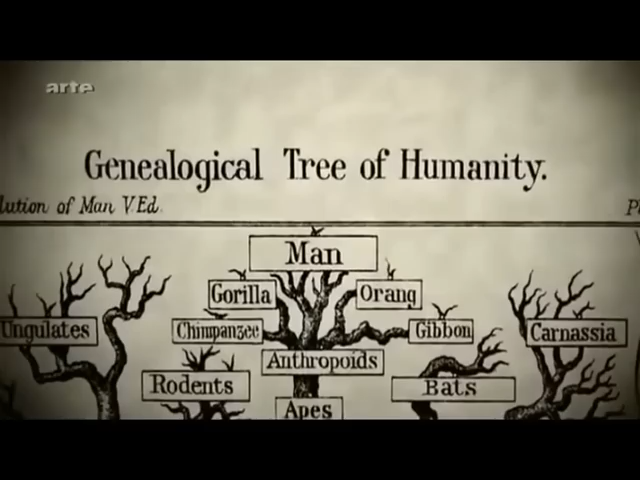 arte
Genealogical Tree of Humanity.
lution of Man V Ed.
Man
Gorilla
Orang
Ungulates
Chimpanzee
Gibbon
Carnassia
Anthropoids
Rodents
Bats
Apes